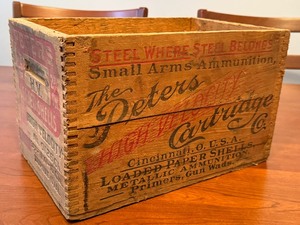 STEEL WHERE STEEL BELONGS
Small Arms Ammunition,
The
Peters
HIGH VELOCITY
Cartridge
Co.
Cincinnati, O. U.S.A.
LOADED PAPER SHELLS,
METALLIC AMMUNITION,
Primers, Gun Wads.